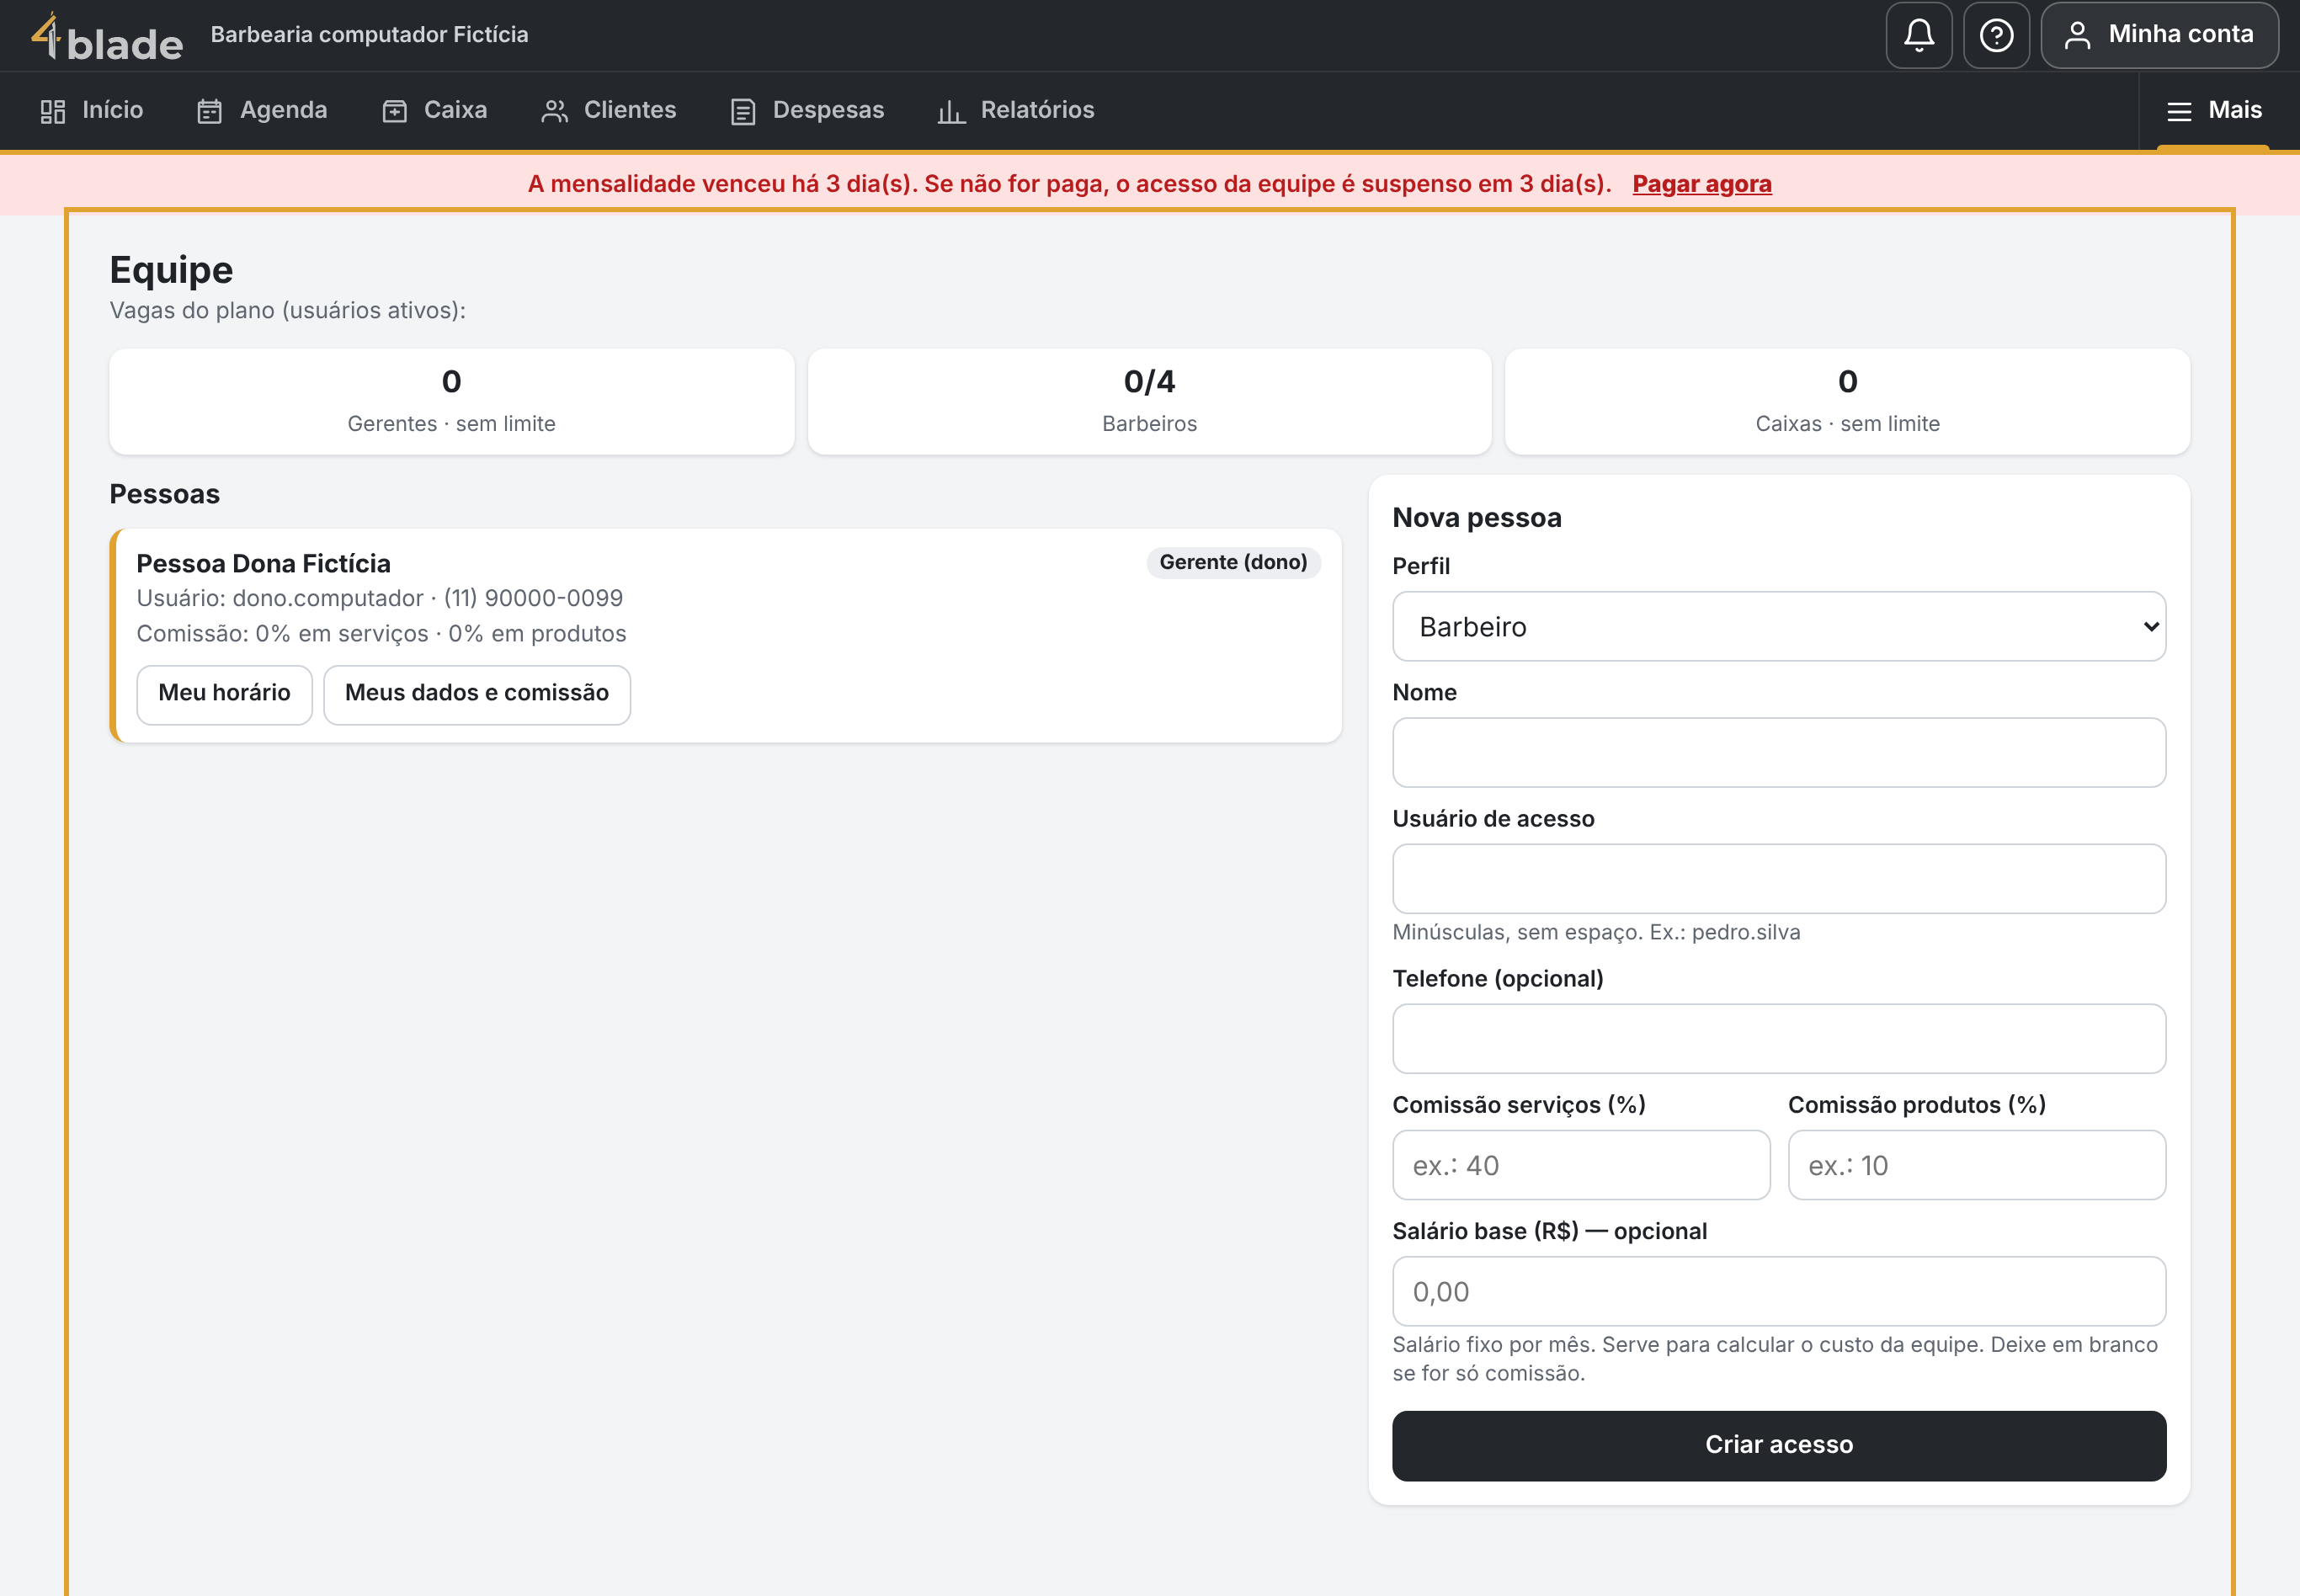 4blade
Barbearia computador Fictícia
Minha conta
Início
Agenda
Caixa
Clientes
Despesas
Relatórios
Mais
A mensalidade venceu há 3 dia(s). Se não for paga, o acesso da equipe é suspenso em 3 dia(s). Pagar agora
Equipe
Vagas do plano (usuários ativos):
0
Gerentes · sem limite
0/4
Barbeiros
0
Caixas · sem limite
Pessoas
Pessoa Dona Fictícia
Gerente (dono)
Usuário: dono.computador · (11) 90000-0099
Comissão: 0% em serviços · 0% em produtos
Meu horário
Meus dados e comissão
Nova pessoa
Perfil
Barbeiro
Nome
Usuário de acesso
Minúsculas, sem espaço. Ex.: pedro.silva
Telefone (opcional)
Comissão serviços (%)
Comissão produtos (%)
ex.: 40
ex.: 10
Salário base (R$) — opcional
0,00
Salário fixo por mês. Serve para calcular o custo da equipe. Deixe em branco
se for só comissão.
Criar acesso